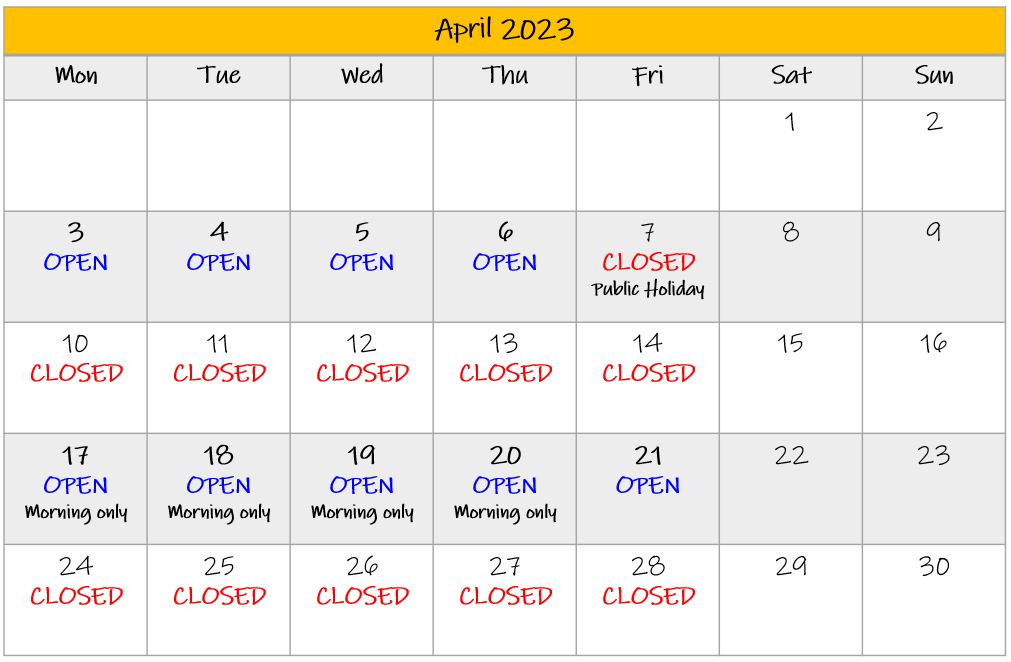 April 2023
Mon Tue Wed Thu Fri Sat Sun
1 2
3 4 5 6 7 8 9
OPEN OPEN OPEN OPEN CLOSED
Public Holiday
10 11 12 13 14 15 16
CLOSED CLOSED CLOSED CLOSED CLOSED
17 18 19 20 21 22 23
OPEN OPEN OPEN OPEN OPEN
Morning only Morning only Morning only Morning only
24 25 26 27 28 29 30
CLOSED CLOSED CLOSED CLOSED CLOSED